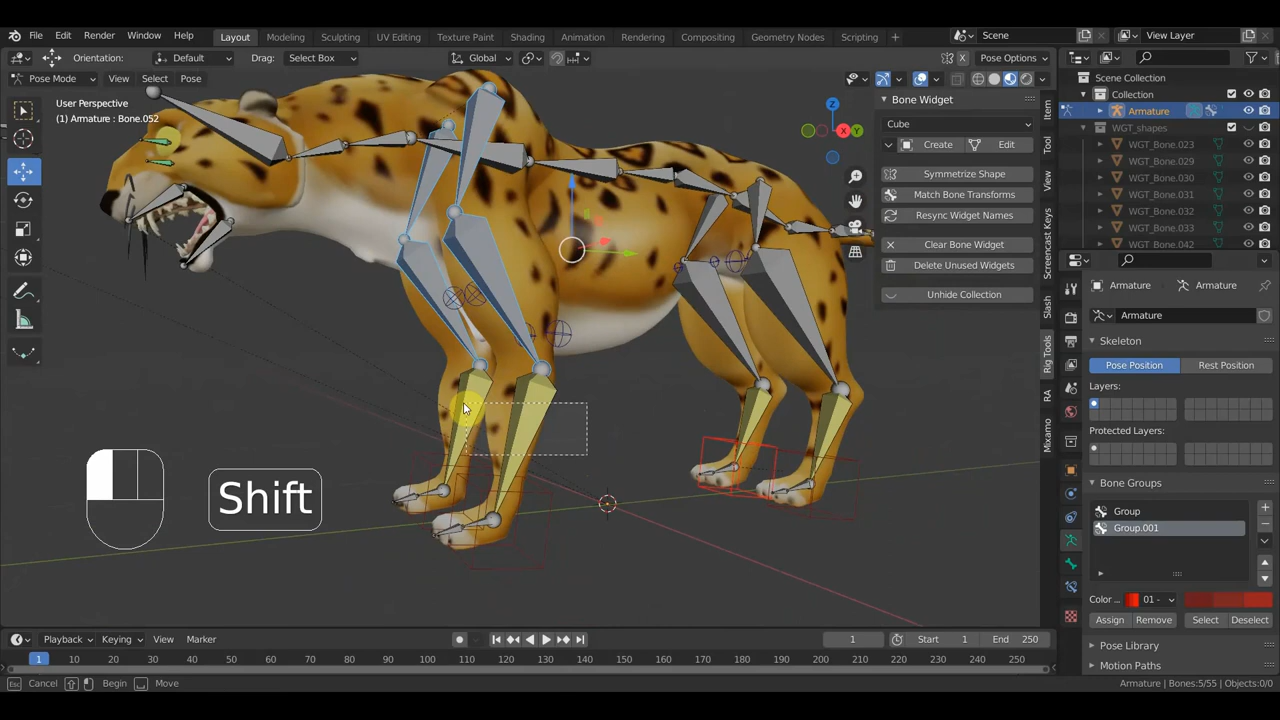 File Edit Render Window Help Layout Modeling Sculpting UV Editing Texture Paint Shading Animation Rendering Compositing Geometry Nodes Scripting + Scene View Layer
Orientation: Default Drag: Select Box Global X Pose Options
Pose Mode View Select Pose
User Perspective
(1) Armature : Bone.052
Z
X
Bone Widget
Cube
Create Edit
Symmetrize Shape
Match Bone Transforms
Resync Widget Names
Clear Bone Widget
Delete Unused Widgets
Unhide Collection
Item
Tool
View
Screencast Keys
Slash
Rig Tools
RA
Mixamo
Scene Collection
Collection
Armature
WGT_shapes
WGT_Bone.023
WGT_Bone.029
WGT_Bone.030
WGT_Bone.031
WGT_Bone.032
WGT_Bone.033
WGT_Bone.042
Armature Armature
Armature
Skeleton
Pose Position Rest Position
Layers:
Protected Layers:
Bone Groups
Group
Group.001
Color 01 -
Assign Remove Select Deselect
Pose Library
Motion Paths
Shift
Playback Keying View Marker 1 Start 1 End 250
1 10 20 30 40 50 60 70 80 90 100 110 120 130 140 150 160 170 180 190 200 210 220 230 240 250
Cancel Begin Move Armature | Bones:5/55 | Objects:0/0